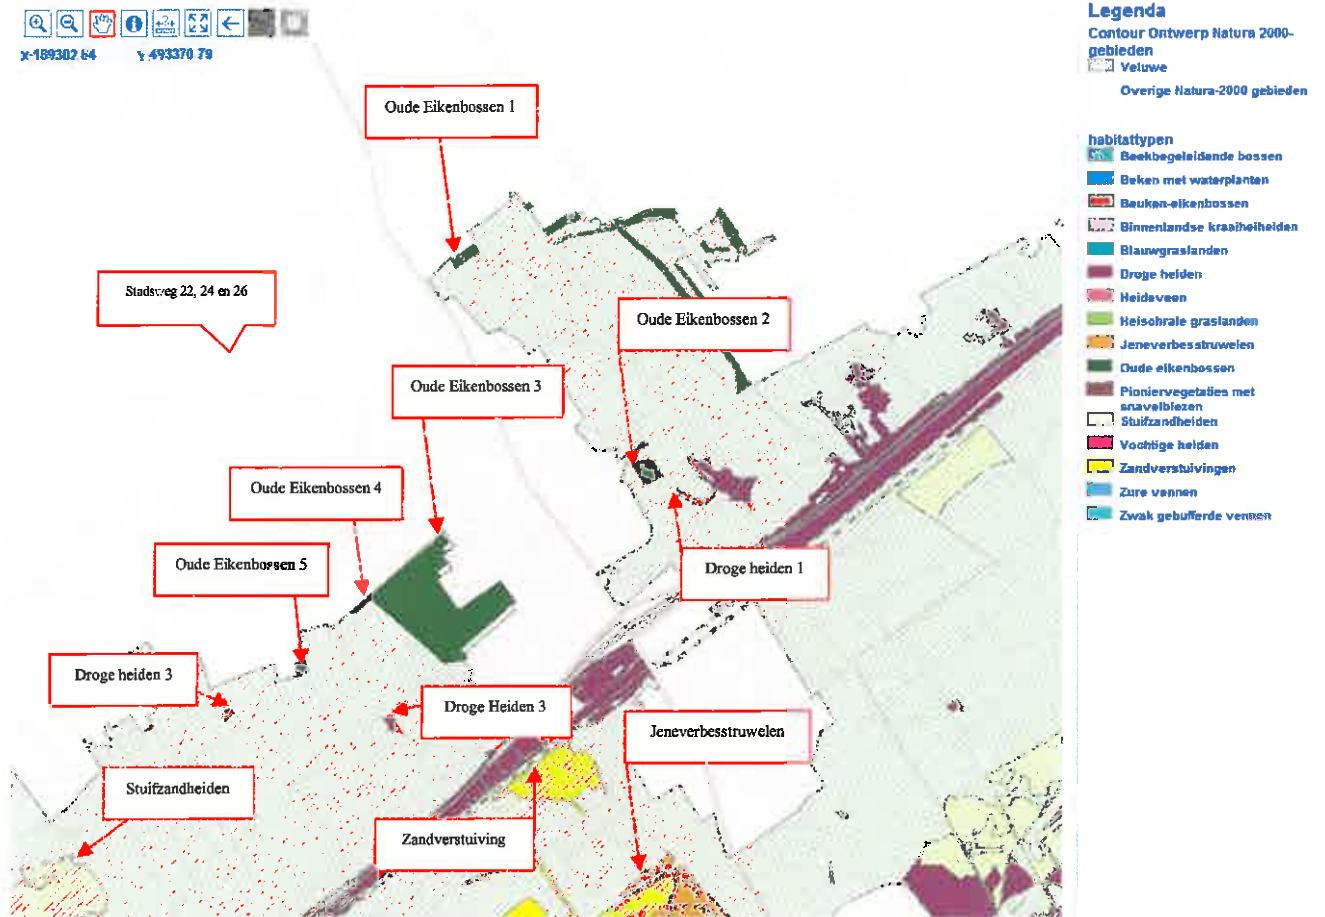 x-189302 64 y 493370 79
Oude Eikenbossen 1
Stadsweg 22, 24 en 26
Oude Eikenbossen 2
Oude Eikenbossen 3
Oude Eikenbossen 4
Oude Eikenbossen 5
Droge heiden 1
Droge heiden 3
Droge Heiden 3
Jeneverbesstruwelen
Stuifzandheiden
Zandverstuiving
Legenda
Contour Ontwerp Natura 2000-
gebieden
Veluwe
Overige Natura-2000 gebieden
habitattypen
Beekbegeleidende bossen
Beken met waterplanten
Beuken-eikenbossen
Binnenlandse kraaiheiheiden
Blauwgraslanden
Droge heiden
Heideveen
Heischrale graslanden
Jeneverbesstruwelen
Oude eikenbossen
Pioniervegetaties met
snavelbiezen
Stuifzandheiden
Vochtige heiden
Zandverstuivingen
Zure vennen
Zwak gebufferde vennen